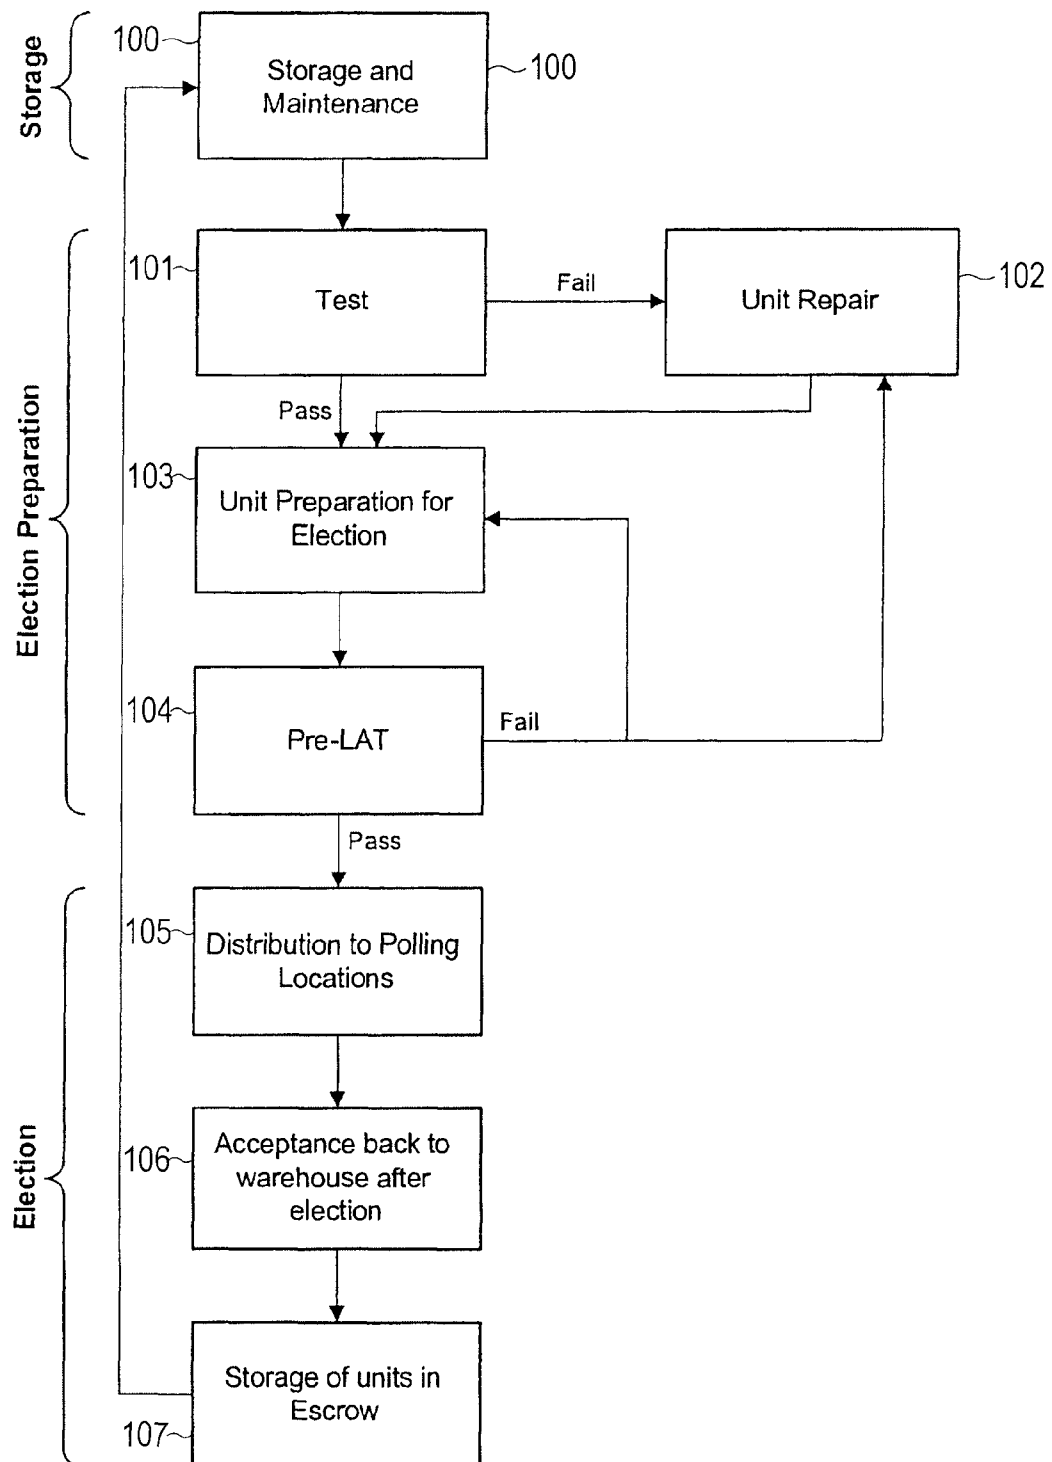 Storage
100
Storage and
Maintenance
100
Election Preparation
101
Test
Fail
Unit Repair
102
Pass
103
Unit Preparation for
Election
104
Pre-LAT
Fail
Pass
Election
105
Distribution to Polling
Locations
106
Acceptance back to
warehouse after
election
Storage of units in
Escrow
107